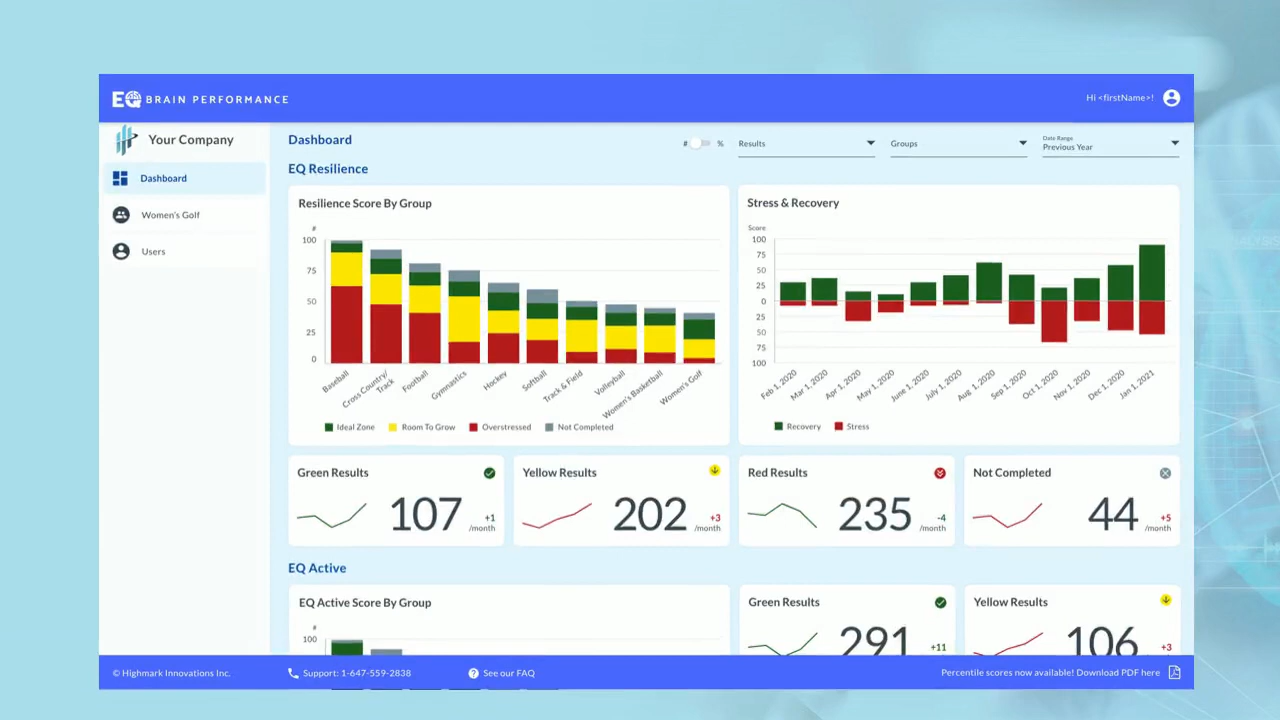 EQ BRAIN PERFORMANCE
Hi <firstName>!
Your Company
Dashboard
Women's Golf
Users
Dashboard
# %
Results
Groups
Date Range
Previous Year
EQ Resilience
Resilience Score By Group
#
100
75
50
25
0
Baseball
Cross Country/
Track
Football
Gymnastics
Hockey
Softball
Track & Field
Volleyball
Women's Basketball
Women's Golf
Ideal Zone
Room To Grow
Overstressed
Not Completed
Stress & Recovery
Score
100
75
50
25
0
25
50
75
100
Feb 1, 2020
Mar 1, 2020
Apr 1, 2020
May 1, 2020
June 1, 2020
July 1, 2020
Aug 1, 2020
Sep 1, 2020
Oct 1, 2020
Nov 1, 2020
Dec 1, 2020
Jan 1, 2021
Recovery
Stress
Green Results
107
+1
/month
Yellow Results
202
+3
/month
Red Results
235
-4
/month
Not Completed
44
+5
/month
EQ Active
EQ Active Score By Group
#
100
Green Results
291
+11
Yellow Results
106
+3
© Highmark Innovations Inc.
Support: 1-647-559-2838
See our FAQ
Percentile scores now available! Download PDF here